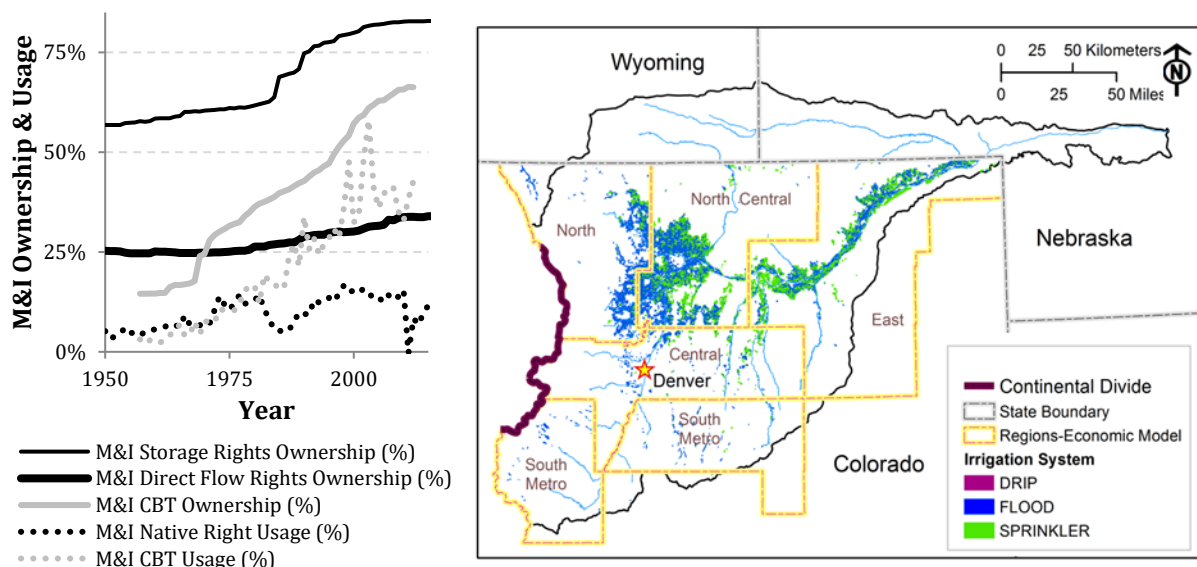 M&I Ownership & Usage
75%
50%
25%
0%
1950
1975
2000
Year
M&I Storage Rights Ownership (%)
M&I Direct Flow Rights Ownership (%)
M&I CBT Ownership (%)
M&I Native Right Usage (%)
M&I CBT Usage (%)
Wyoming
0 25 50 Kilometers
0 25 50 Miles
N
North
North Central
Nebraska
East
Central
Denver
South
Metro
South
Metro
Colorado
Continental Divide
State Boundary
Regions-Economic Model
Irrigation System
DRIP
FLOOD
SPRINKLER